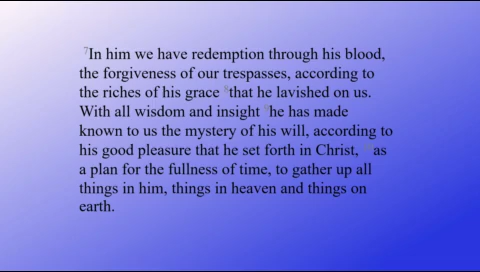 7In him we have redemption through his blood,
the forgiveness of our trespasses, according to
the riches of his grace 8that he lavished on us.
With all wisdom and insight 9he has made
known to us the mystery of his will, according to
his good pleasure that he set forth in Christ, 10as
a plan for the fullness of time, to gather up all
things in him, things in heaven and things on
earth.